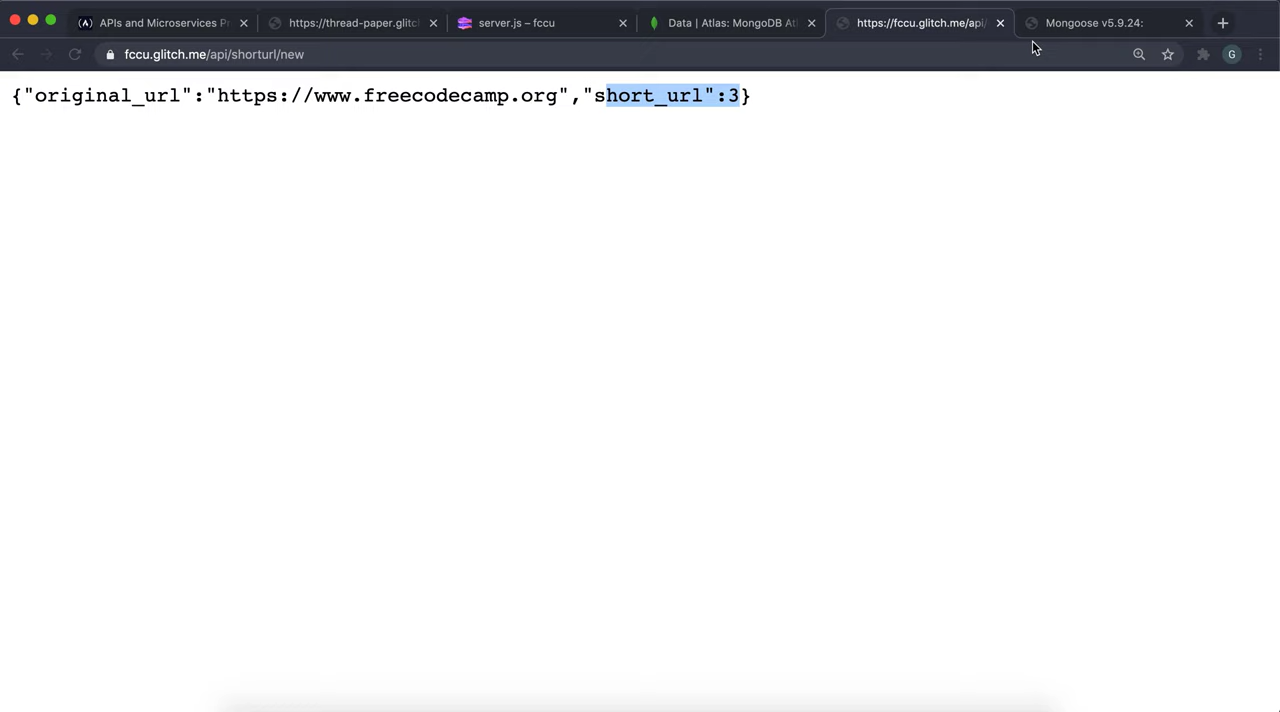 APIs and Microservices Pr
https://thread-paper.glitc
server.js – fccu
Data | Atlas: MongoDB Atl
https://fccu.glitch.me/api/
Mongoose v5.9.24:
fccu.glitch.me/api/shorturl/new
G
{"original_url":"https://www.freecodecamp.org","short_url":3}